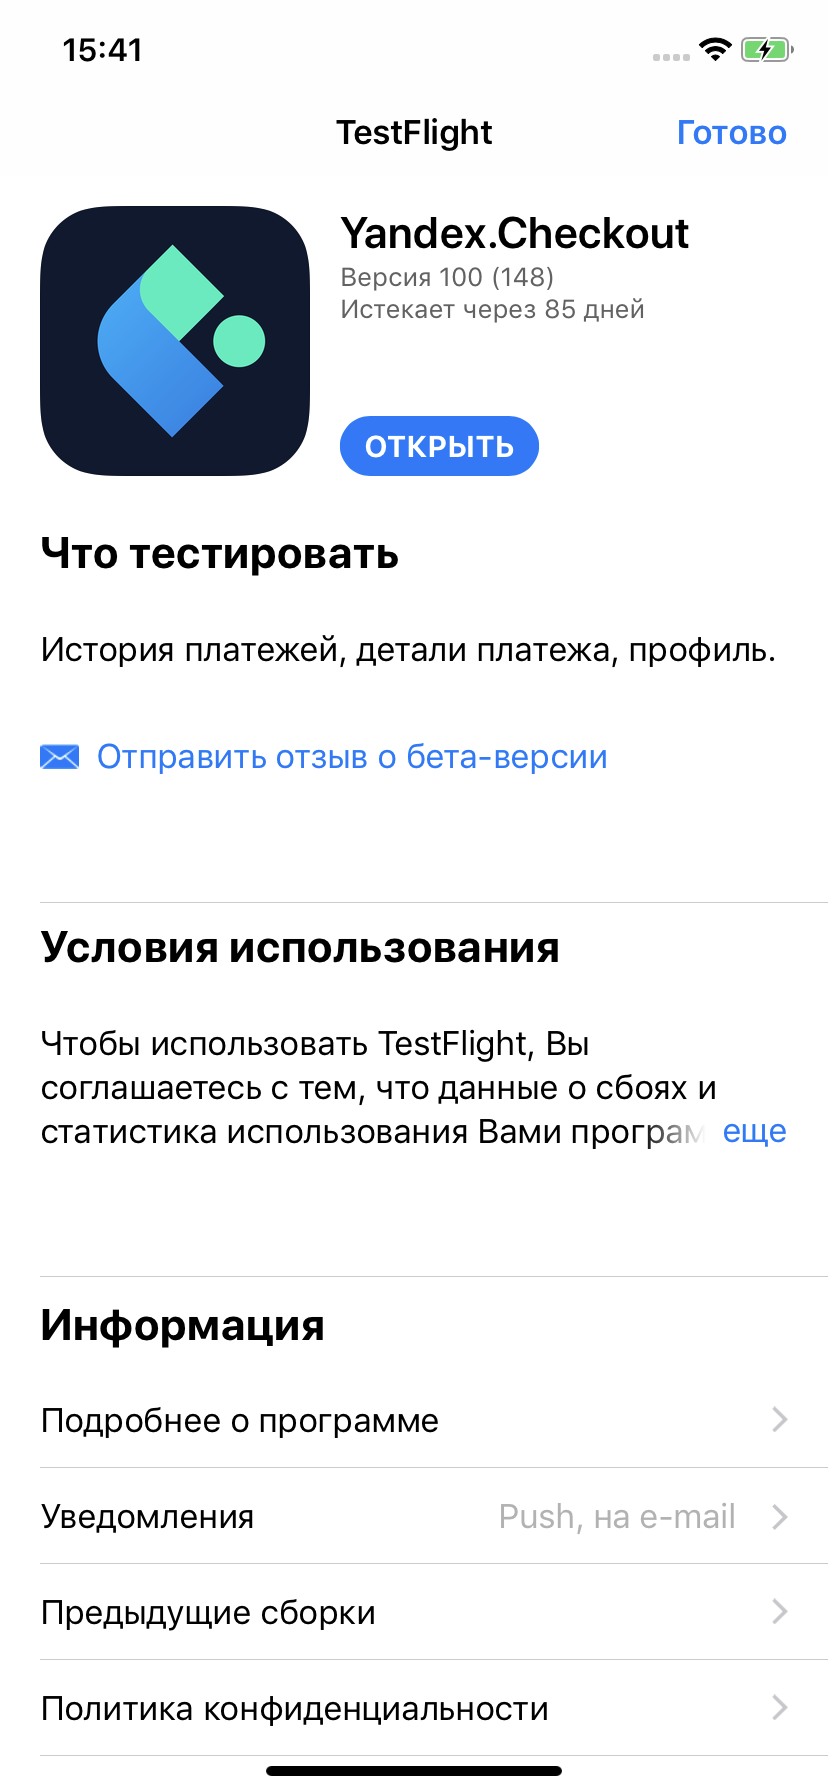 15:41
TestFlight
Готово
Yandex.Checkout
Версия 100 (148)
Истекает через 85 дней
ОТКРЫТЬ
Что тестировать
История платежей, детали платежа, профиль.
Отправить отзыв о бета-версии
Условия использования
Чтобы использовать TestFlight, Вы
соглашаетесь с тем, что данные о сбоях и
статистика использования Вами програм еще
Информация
Подробнее о программе
Уведомления Push, на e-mail
Предыдущие сборки
Политика конфиденциальности